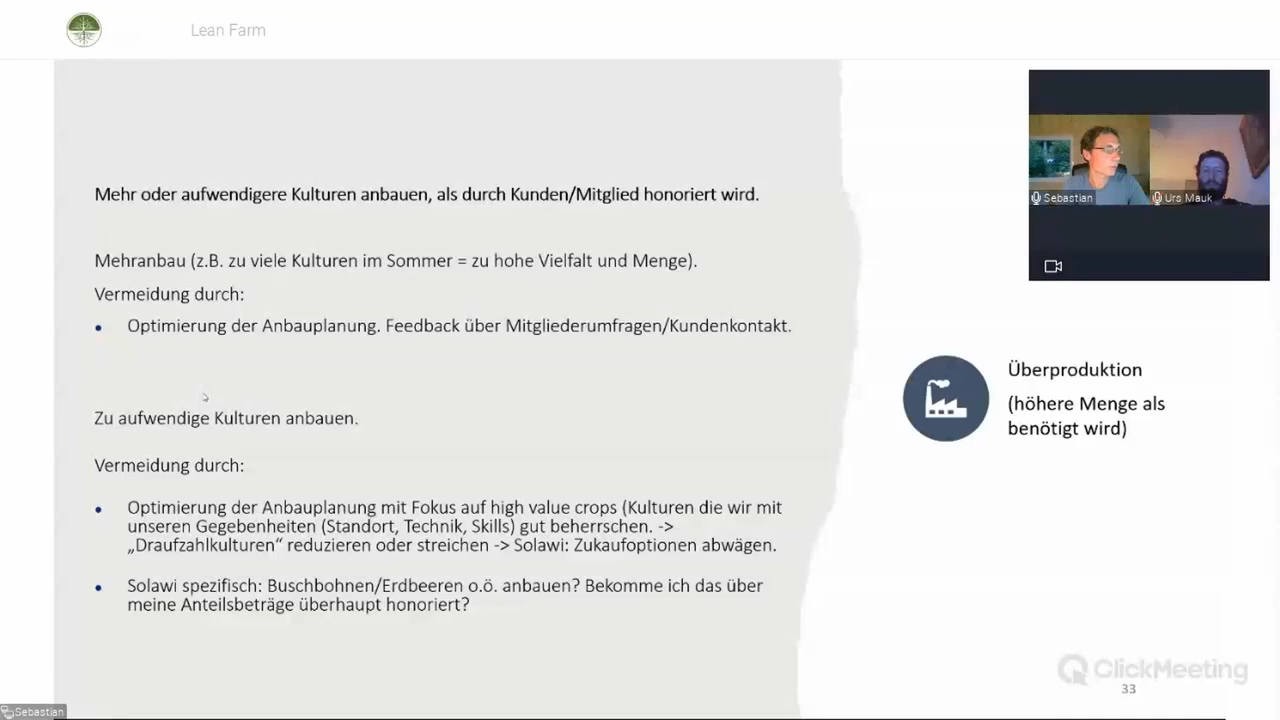 Lean Farm
Mehr oder aufwendigere Kulturen anbauen, als durch Kunden/Mitglied honoriert wird.
Mehranbau (z.B. zu viele Kulturen im Sommer = zu hohe Vielfalt und Menge).
Vermeidung durch:
• Optimierung der Anbauplanung. Feedback über Mitgliederumfragen/Kundenkontakt.
Zu aufwendige Kulturen anbauen.
Vermeidung durch:
• Optimierung der Anbauplanung mit Fokus auf high value crops (Kulturen die wir mit
unseren Gegebenheiten (Standort, Technik, Skills) gut beherrschen. ->
„Draufzahlkulturen“ reduzieren oder streichen -> Solawi: Zukaufoptionen abwägen.
• Solawi spezifisch: Buschbohnen/Erdbeeren o.ö. anbauen? Bekomme ich das über
meine Anteilsbeträge überhaupt honoriert?
Sebastian
Urs Mauk
Überproduktion
(höhere Menge als
benötigt wird)
ClickMeeting
33
Sebastian